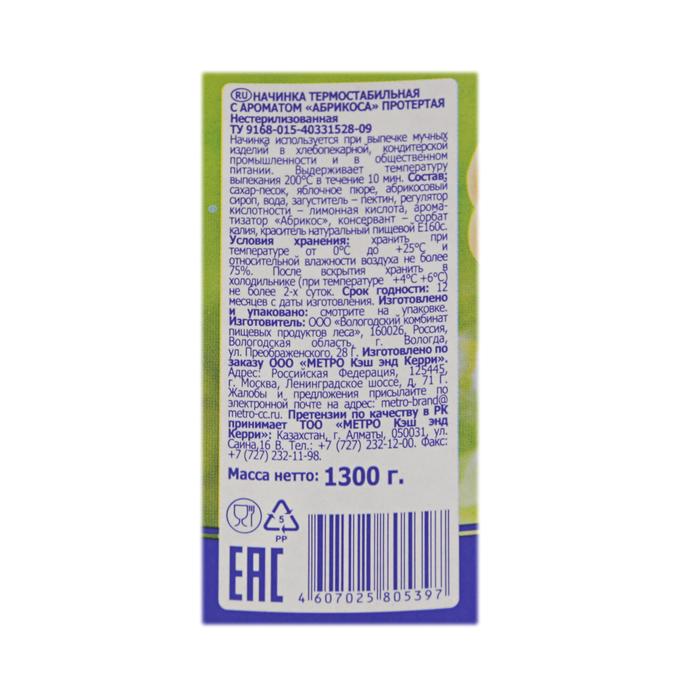 RU НАЧИНКА ТЕРМОСТАБИЛЬНАЯ
С АРОМАТОМ «АБРИКОСА» ПРОТЕРТАЯ
Нестерилизованная
ТУ 9168-015-40331528-09
Начинка используется при выпечке мучных
изделий в хлебопекарной, кондитерской
промышленности и в общественном
питании. Выдерживает температуру
выпекания 200°С в течение 10 мин. Состав:
сахар-песок, яблочное пюре, абрикосовый
сироп, вода, загуститель – пектин, регулятор
кислотности – лимонная кислота, арома-
тизатор «Абрикос», консервант – сорбат
калия, краситель натуральный пищевой Е160с.
Условия хранения: хранить при
температуре от 0°С до +25°С и
относительной влажности воздуха не более
75%. После вскрытия хранить в
холодильнике (при температуре +4°С +6°С)
не более 2-х суток. Срок годности: 12
месяцев с даты изготовления. Изготовлено
и упаковано: смотрите на упаковке.
Изготовитель: ООО «Вологодский комбинат
пищевых продуктов леса», 160026, Россия,
Вологодская область, г. Вологда,
ул. Преображенского, 28 Г. Изготовлено по
заказу ООО «МЕТРО Кэш энд Керри».
Адрес: Российская Федерация, 125445,
г. Москва, Ленинградское шоссе, д. 71 Г.
Жалобы и предложения присылайте по
электронной почте на адрес: metro-brand@
metro-cc.ru. Претензии по качеству в РК
принимает ТОО «МЕТРО Кэш энд
Керри»: Казахстан, г. Алматы, 050031, ул.
Саина,16 В. Тел.: +7 (727) 232-12-00. Факс:
+7 (727) 232-11-98.
Масса нетто: 1300 г.
5
PP
EAC
4 607025 805397